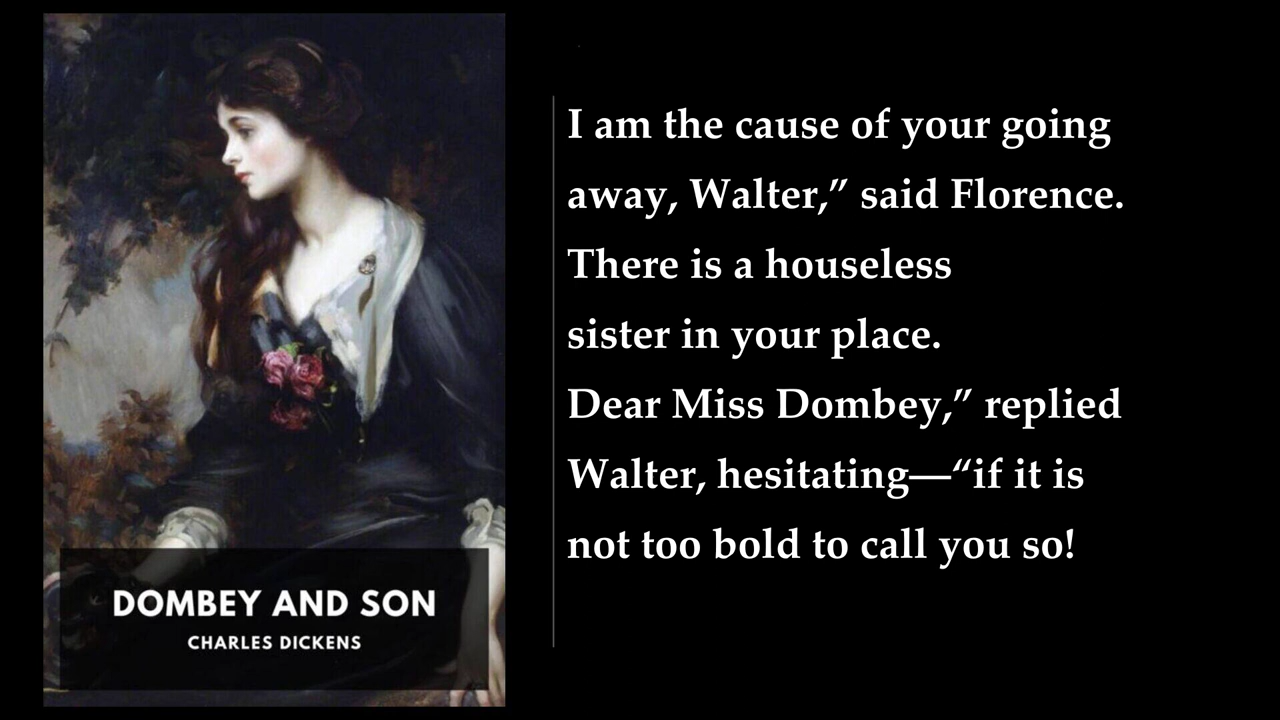 DOMBEY AND SON
CHARLES DICKENS
I am the cause of your going
away, Walter,” said Florence.
There is a houseless
sister in your place.
Dear Miss Dombey,” replied
Walter, hesitating—“if it is
not too bold to call you so!